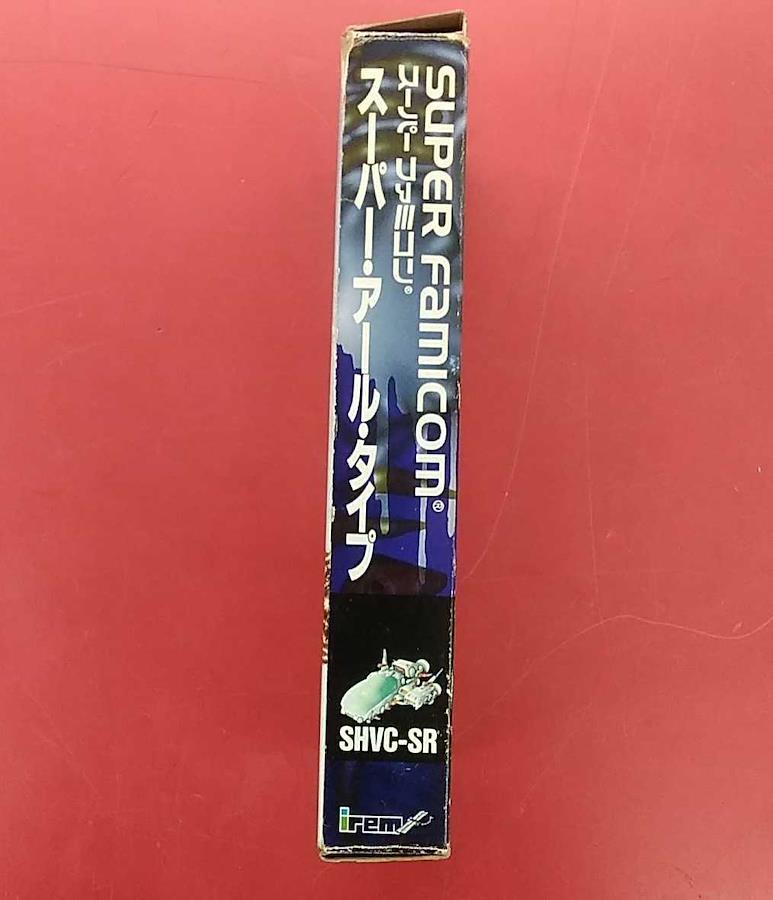 SUPER Famicom®
スーパーファミコン®
スーパー・アール・タイプ
SHVC-SR
irem